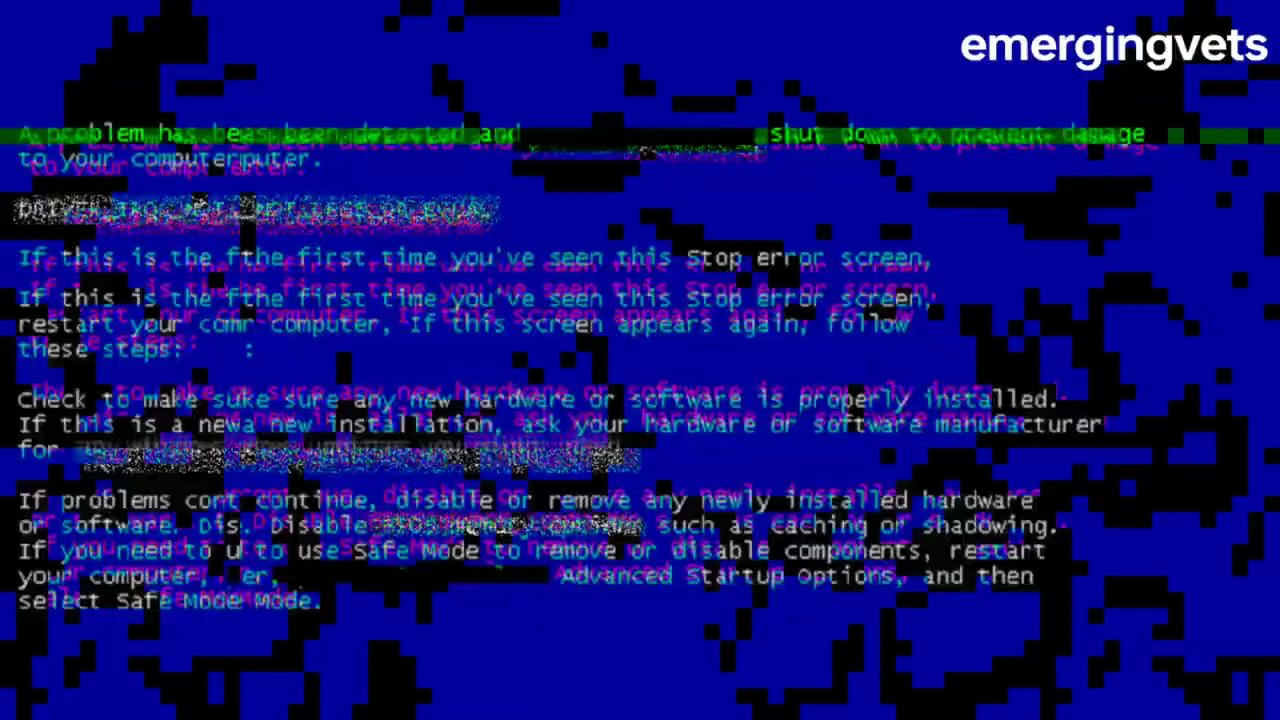 emergingvets
A problem has beas been detected and shut down to prevent damage
to your computerputer.
If this is the fthe first time you've seen this Stop error screen,
If this is the fthe first time you've seen this Stop error screen,
restart your comr computer, If this screen appears again, follow
these steps: :
Check to make suke sure any new hardware or software is properly installed.
If this is a newa new installation, ask your hardware or software manufacturer
for
If problems cont continue, disable or remove any newly installed hardware
or software. Dis. Disable such as caching or shadowing.
If you need to u to use Safe Mode to remove or disable components, restart
your computer, er, Advanced Startup Options, and then
select Safe Mode Mode.